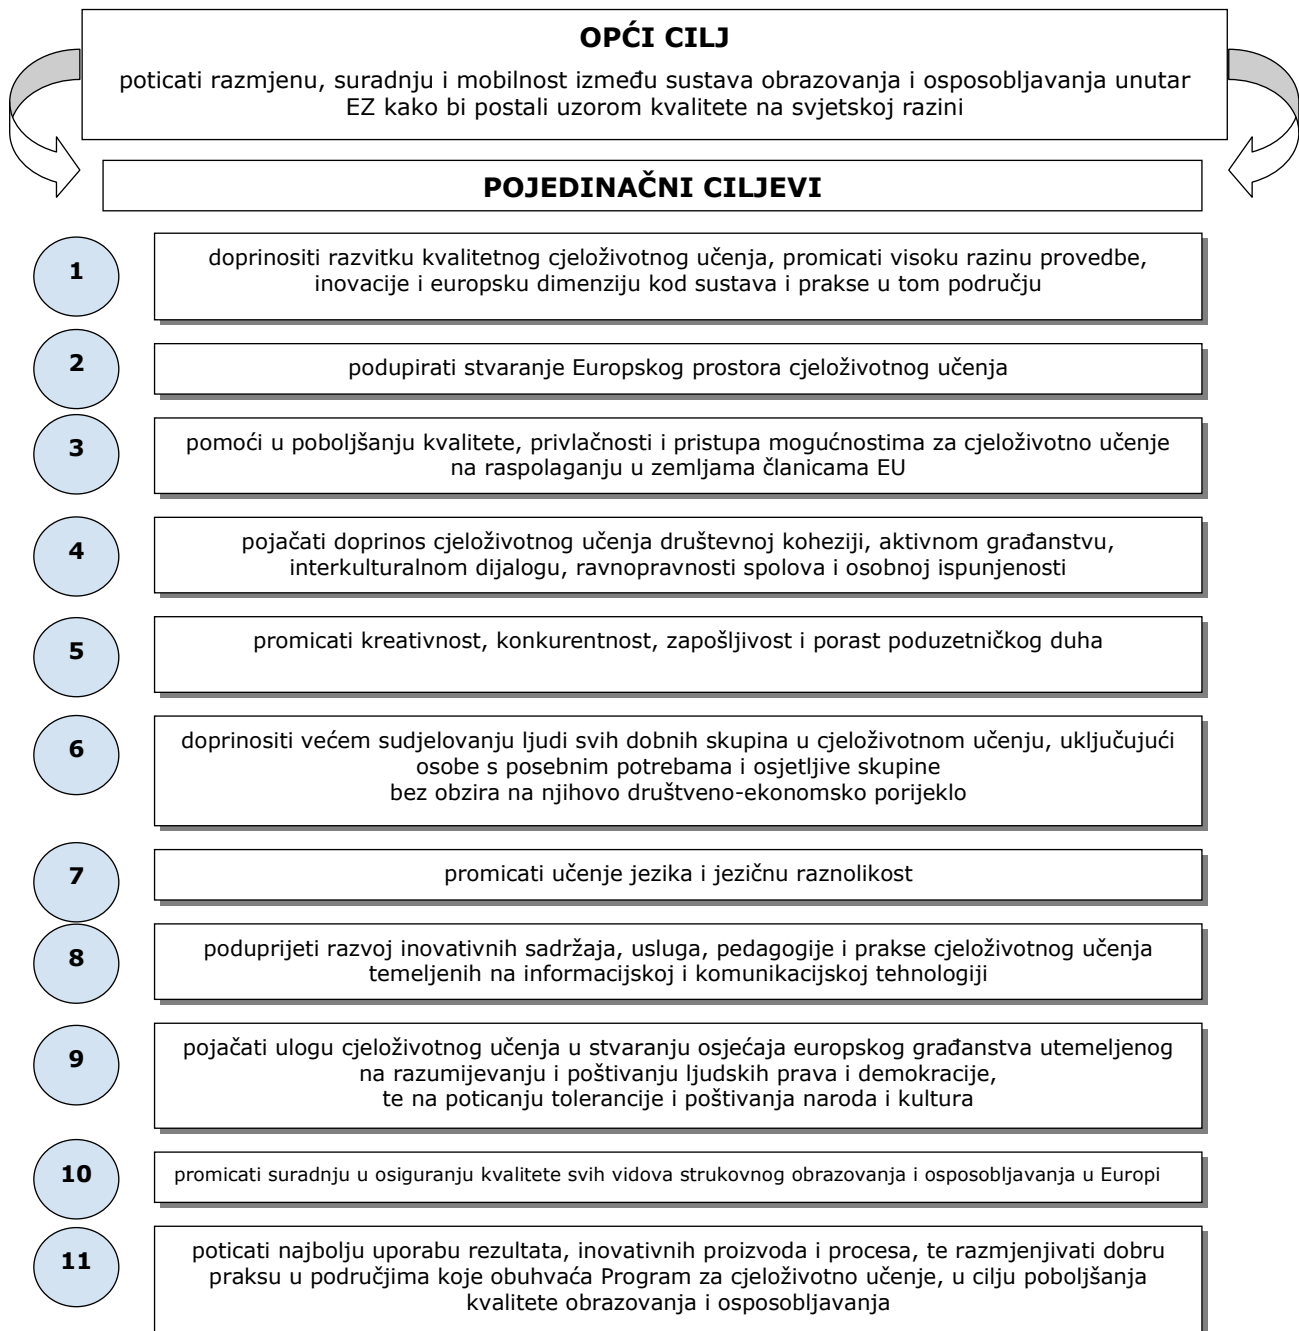 OPĆI CILJ
poticati razmjenu, suradnju i mobilnost između sustava obrazovanja i osposobljavanja unutar
EZ kako bi postali uzorom kvalitete na svjetskoj razini
POJEDINAČNI CILJEVI
1
doprinositi razvitku kvalitetnog cjeloživotnog učenja, promicati visoku razinu provedbe,
inovacije i europsku dimenziju kod sustava i prakse u tom području
2
podupirati stvaranje Europskog prostora cjeloživotnog učenja
3
pomoći u poboljšanju kvalitete, privlačnosti i pristupa mogućnostima za cjeloživotno učenje
na raspolaganju u zemljama članicama EU
4
pojačati doprinos cjeloživotnog učenja društevnoj koheziji, aktivnom građanstvu,
interkulturalnom dijalogu, ravnopravnosti spolova i osobnoj ispunjenosti
5
promicati kreativnost, konkurentnost, zapošljivost i porast poduzetničkog duha
6
doprinositi većem sudjelovanju ljudi svih dobnih skupina u cjeloživotnom učenju, uključujući
osobe s posebnim potrebama i osjetljive skupine
bez obzira na njihovo društveno-ekonomsko porijeklo
7
promicati učenje jezika i jezičnu raznolikost
8
poduprijeti razvoj inovativnih sadržaja, usluga, pedagogije i prakse cjeloživotnog učenja
temeljenih na informacijskoj i komunikacijskoj tehnologiji
9
pojačati ulogu cjeloživotnog učenja u stvaranju osjećaja europskog građanstva utemeljenog
na razumijevanju i poštivanju ljudskih prava i demokracije,
te na poticanju tolerancije i poštivanja naroda i kultura
10
promicati suradnju u osiguranju kvalitete svih vidova strukovnog obrazovanja i osposobljavanja u Europi
11
poticati najbolju uporabu rezultata, inovativnih proizvoda i procesa, te razmjenjivati dobru
praksu u područjima koje obuhvaća Program za cjeloživotno učenje, u cilju poboljšanja
kvalitete obrazovanja i osposobljavanja